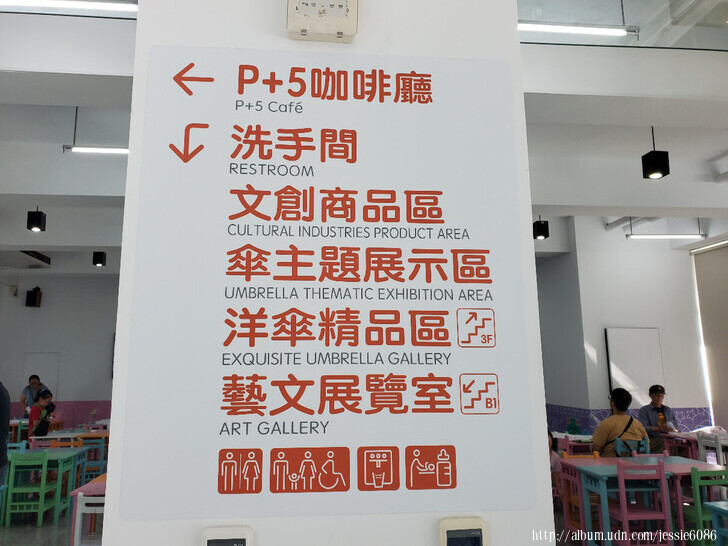 P+5咖啡廳
P+5 Café
洗手間
RESTROOM
文創商品區
CULTURAL INDUSTRIES PRODUCT AREA
傘主題展示區
UMBRELLA THEMATIC EXHIBITION AREA
洋傘精品區
3F
EXQUISITE UMBRELLA GALLERY
藝文展覽室
B1
ART GALLERY
http://album.udn.com/jessie6086